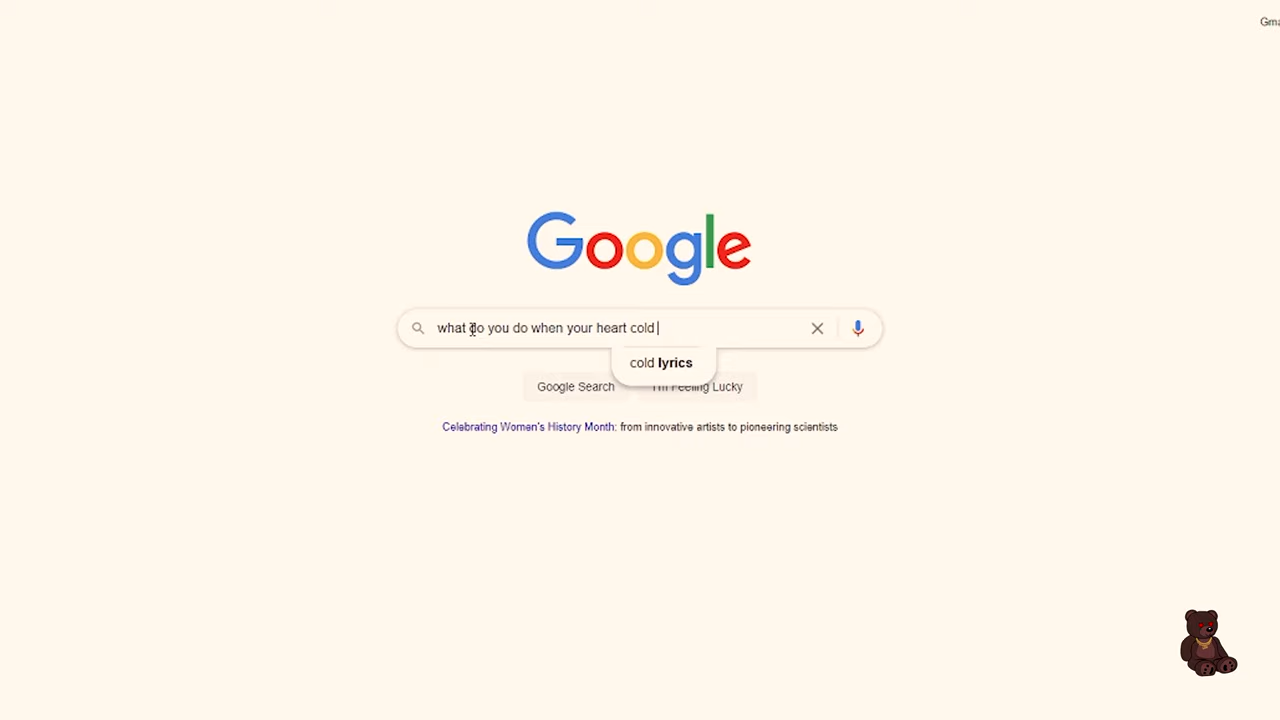 Gma
Google
what do you do when your heart cold
cold lyrics
Google Search I'm Feeling Lucky
Celebrating Women's History Month: from innovative artists to pioneering scientists